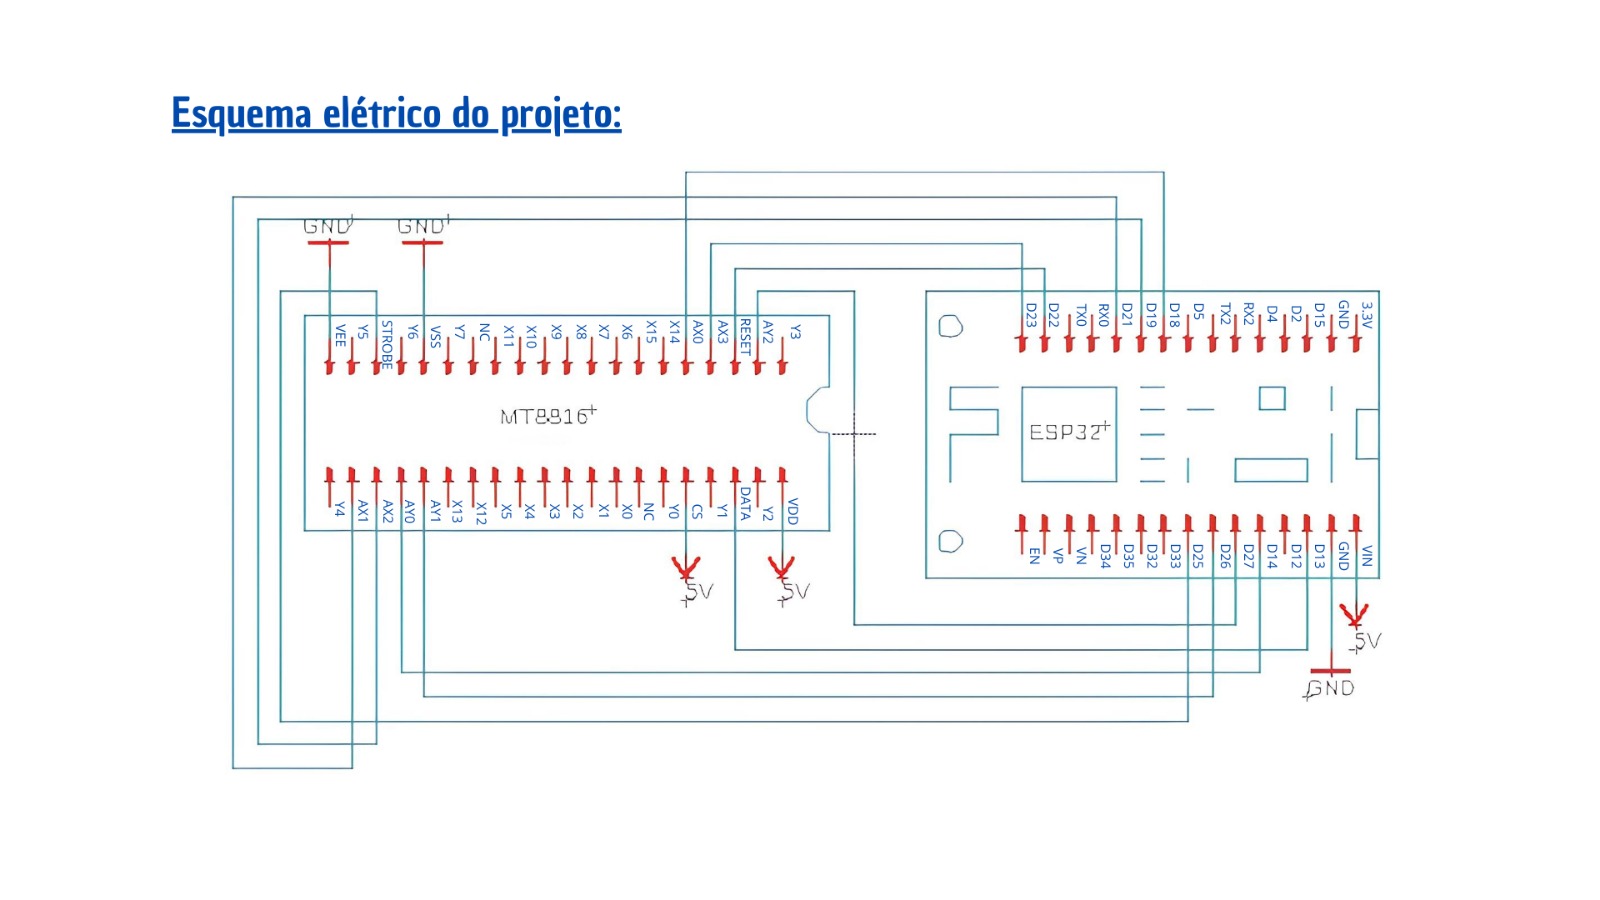 Esquema elétrico do projeto:
GND GND
VEE Y5 STROBE Y6 VSS Y7 NC X11 X10 X9 X8 X7 X6 X15 X14 AX0 AX3 RESET AY2 Y3
D23 D22 TX0 RX0 D21 D19 D18 D5 TX2 RX2 D4 D2 D15 GND 3.3V
MT8816
ESP32
Y4 AX1 AX2 AY0 AY1 X13 X12 X5 X4 X3 X2 X1 X0 NC Y0 CS Y1 DATA Y2 VDD
EN VP VN D34 D35 D32 D33 D25 D26 D27 D14 D12 D13 GND VIN
5V 5V
5V
GND